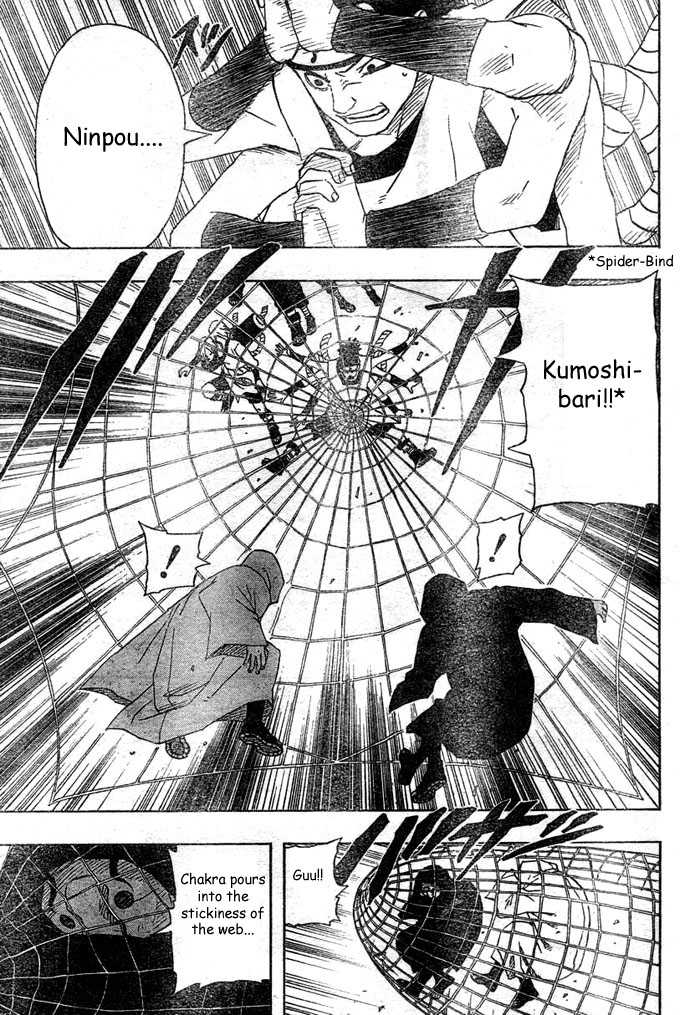 Ninpou....
*Spider-Bind
Kumoshi-
bari!!*
!
!
Guu!!
Chakra pours
into the
stickiness of
the web...